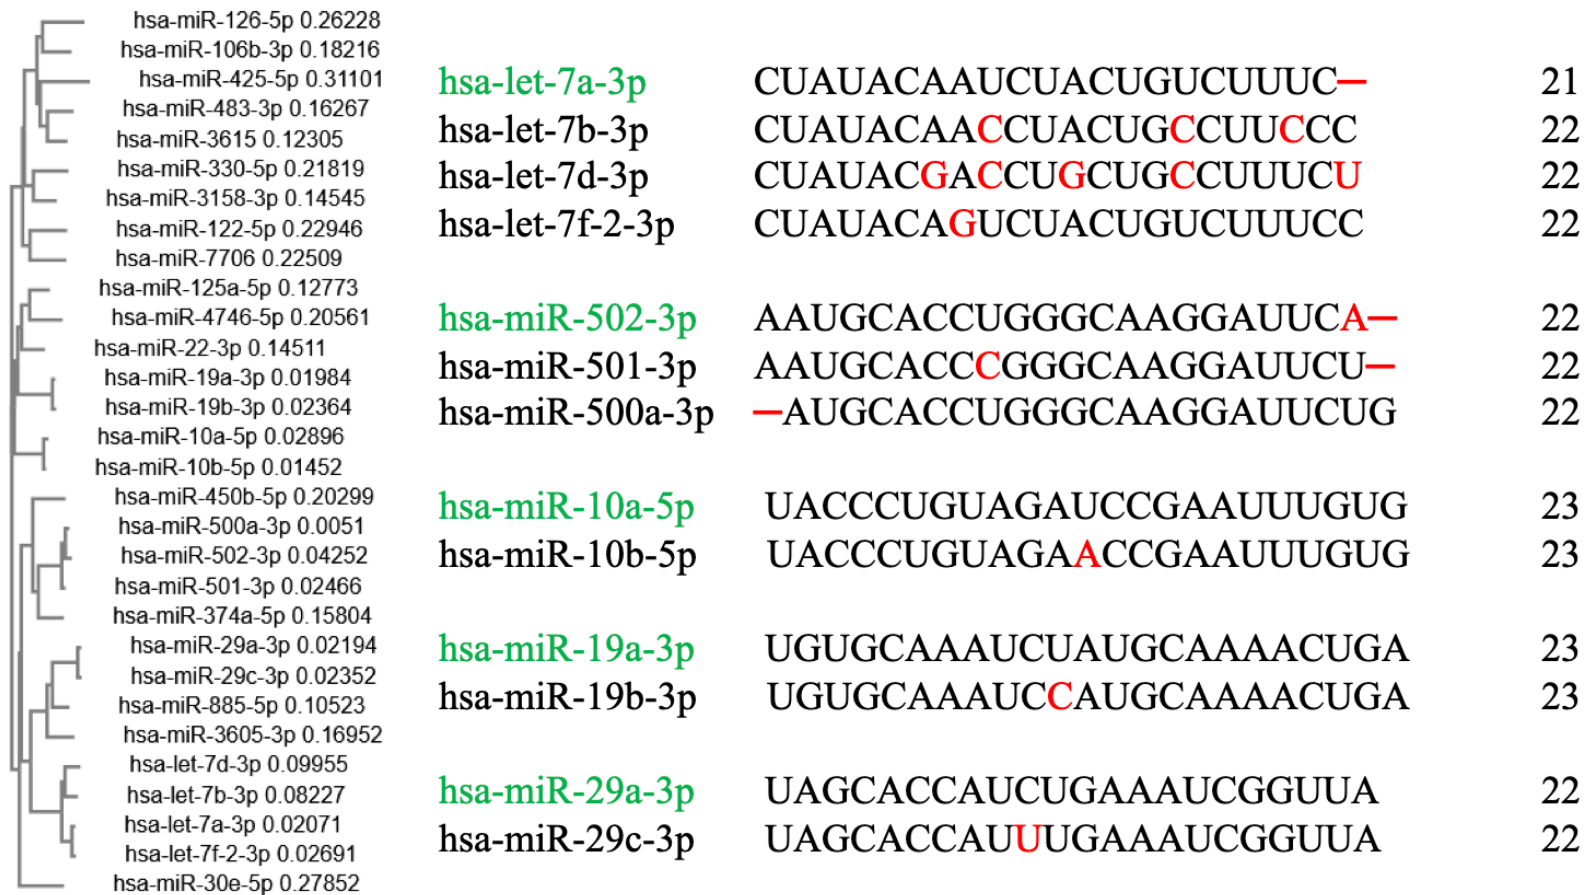 hsa-miR-126-5p 0.26228
hsa-miR-106b-3p 0.18216
hsa-miR-425-5p 0.31101
hsa-miR-483-3p 0.16267
hsa-miR-3615 0.12305
hsa-miR-330-5p 0.21819
hsa-miR-3158-3p 0.14545
hsa-miR-122-5p 0.22946
hsa-miR-7706 0.22509
hsa-miR-125a-5p 0.12773
hsa-miR-4746-5p 0.20561
hsa-miR-22-3p 0.14511
hsa-miR-19a-3p 0.01984
hsa-miR-19b-3p 0.02364
hsa-miR-10a-5p 0.02896
hsa-miR-10b-5p 0.01452
hsa-miR-450b-5p 0.20299
hsa-miR-500a-3p 0.0051
hsa-miR-502-3p 0.04252
hsa-miR-501-3p 0.02466
hsa-miR-374a-5p 0.15804
hsa-miR-29a-3p 0.02194
hsa-miR-29c-3p 0.02352
hsa-miR-885-5p 0.10523
hsa-miR-3605-3p 0.16952
hsa-let-7d-3p 0.09955
hsa-let-7b-3p 0.08227
hsa-let-7a-3p 0.02071
hsa-let-7f-2-3p 0.02691
hsa-miR-30e-5p 0.27852
hsa-let-7a-3p CUAUACAAUCUACUGUCUUUC– 21
hsa-let-7b-3p CUAUACAACCUACUGCCUUCCC 22
hsa-let-7d-3p CUAUACGACCUGCUGCCUUUCU 22
hsa-let-7f-2-3p CUAUACAGUCUACUGUCUUUCC 22
hsa-miR-502-3p AAUGCACCUGGGCAAGGAUUCA– 22
hsa-miR-501-3p AAUGCACCCGGGCAAGGAUUCU– 22
hsa-miR-500a-3p –AUGCACCUGGGCAAGGAUUCUG 22
hsa-miR-10a-5p UACCCUGUAGAUCCGAAUUUGUG 23
hsa-miR-10b-5p UACCCUGUAGAACCGAAUUUGUG 23
hsa-miR-19a-3p UGUGCAAAUCUAUGCAAAACUGA 23
hsa-miR-19b-3p UGUGCAAAUCCAUGCAAAACUGA 23
hsa-miR-29a-3p UAGCACCAUCUGAAAUCGGUUA 22
hsa-miR-29c-3p UAGCACCAUUUGAAAUCGGUUA 22